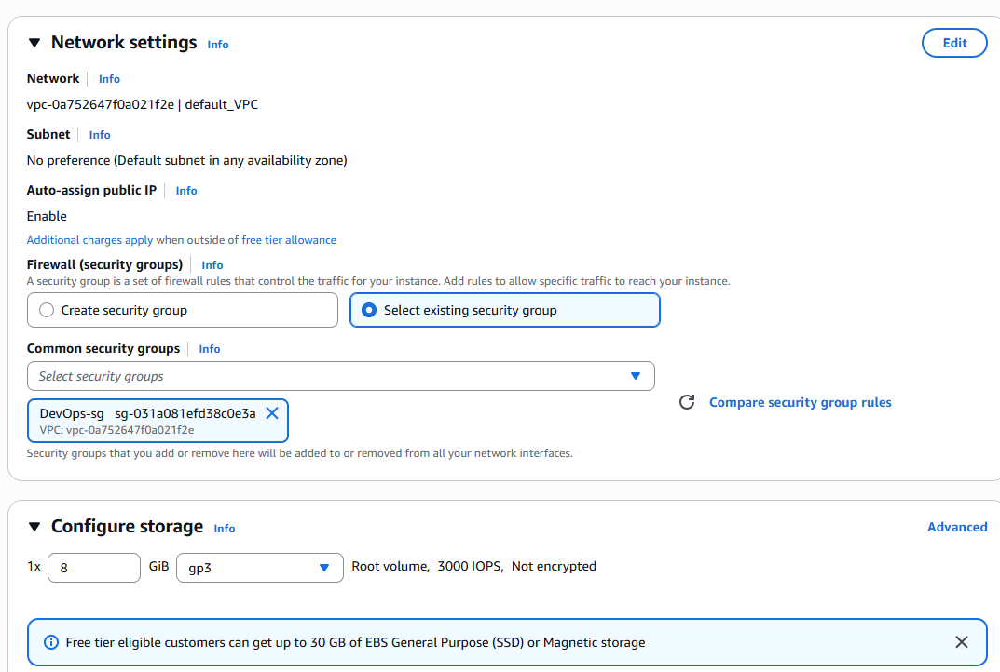 Network settings Info Edit
Network Info
vpc-0a752647f0a021f2e | default_VPC
Subnet Info
No preference (Default subnet in any availability zone)
Auto-assign public IP Info
Enable
Additional charges apply when outside of free tier allowance
Firewall (security groups) Info
A security group is a set of firewall rules that control the traffic for your instance. Add rules to allow specific traffic to reach your instance.
Create security group Select existing security group
Common security groups Info
Select security groups
DevOps-sg sg-031a081efd38c0e3a
VPC: vpc-0a752647f0a021f2e
Compare security group rules
Security groups that you add or remove here will be added to or removed from all your network interfaces.
Configure storage Info Advanced
1x 8 GiB gp3 Root volume, 3000 IOPS, Not encrypted
Free tier eligible customers can get up to 30 GB of EBS General Purpose (SSD) or Magnetic storage